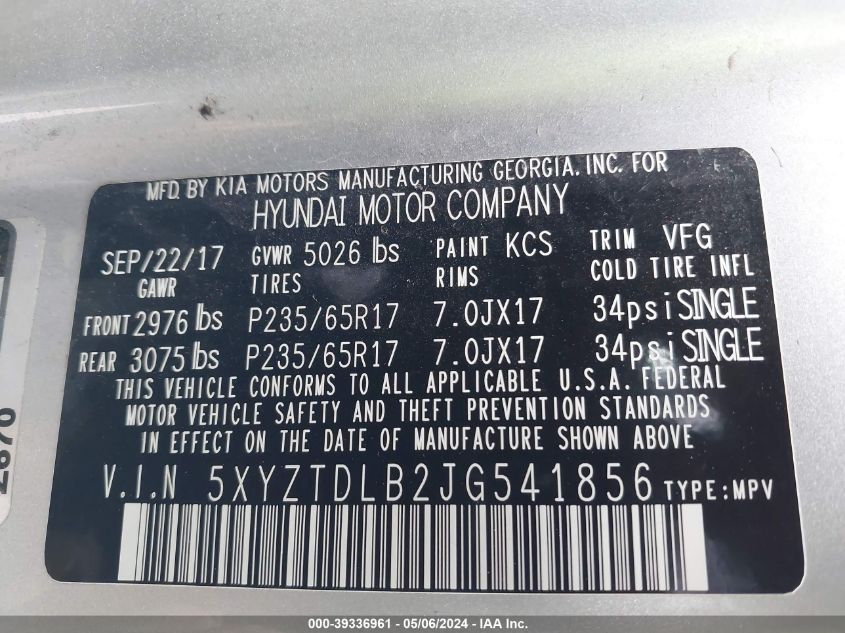 MFD. BY KIA MOTORS MANUFACTURING GEORGIA, INC. FOR
HYUNDAI MOTOR COMPANY
SEP/22/17 GVWR 5026 lbs PAINT KCS TRIM VFG
GAWR TIRES RIMS COLD TIRE INFL
FRONT 2976 lbs P235/65R17 7.0JX17 34psi SINGLE
REAR 3075 lbs P235/65R17 7.0JX17 34psi SINGLE
THIS VEHICLE CONFORMS TO ALL APPLICABLE U.S.A. FEDERAL
MOTOR VEHICLE SAFETY AND THEFT PREVENTION STANDARDS
IN EFFECT ON THE DATE OF MANUFACTURE SHOWN ABOVE
V.I.N 5XYZTDLB2JG541856 TYPE:MPV
000-39336961 - 05/06/2024 - IAA Inc.